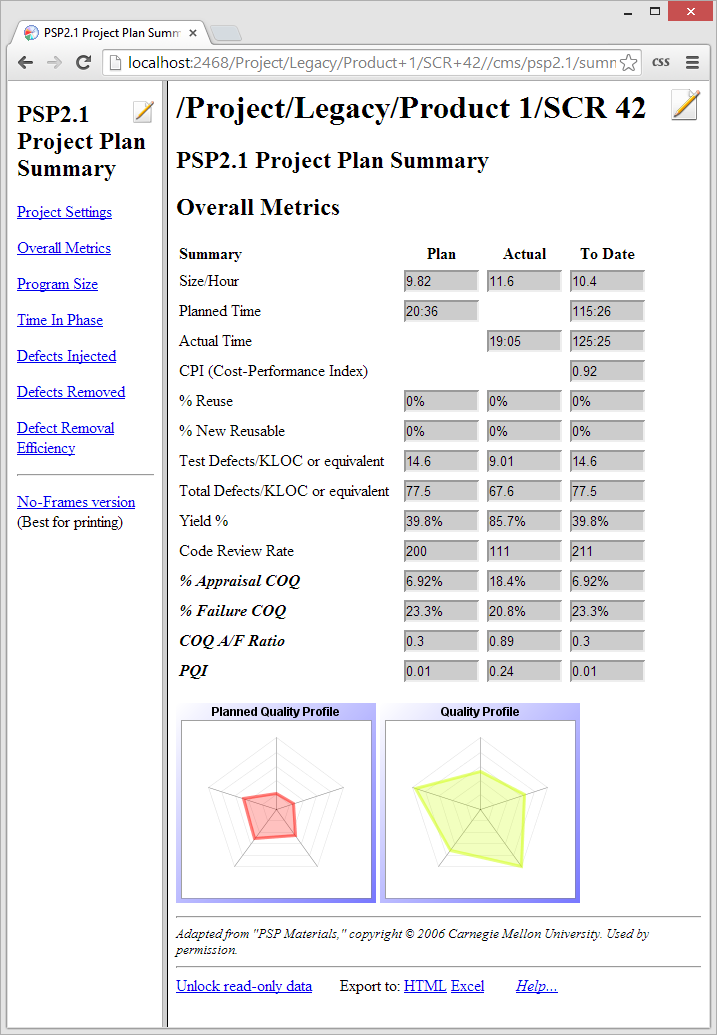 PSP2.1 Project Plan Summ
localhost:2468/Project/Legacy/Product+1/SCR+42//cms/psp2.1/summ
css
PSP2.1
Project Plan
Summary
Project Settings
Overall Metrics
Program Size
Time In Phase
Defects Injected
Defects Removed
Defect Removal
Efficiency
No-Frames version
(Best for printing)
/Project/Legacy/Product 1/SCR 42
PSP2.1 Project Plan Summary
Overall Metrics
Summary Plan Actual To Date
Size/Hour 9.82 11.6 10.4
Planned Time 20:36 115:26
Actual Time 19:05 125:25
CPI (Cost-Performance Index) 0.92
% Reuse 0% 0% 0%
% New Reusable 0% 0% 0%
Test Defects/KLOC or equivalent 14.6 9.01 14.6
Total Defects/KLOC or equivalent 77.5 67.6 77.5
Yield % 39.8% 85.7% 39.8%
Code Review Rate 200 111 211
% Appraisal COQ 6.92% 18.4% 6.92%
% Failure COQ 23.3% 20.8% 23.3%
COQ A/F Ratio 0.3 0.89 0.3
PQI 0.01 0.24 0.01
Planned Quality Profile Quality Profile
Adapted from "PSP Materials," copyright © 2006 Carnegie Mellon University. Used by
permission.
Unlock read-only data Export to: HTML Excel Help...